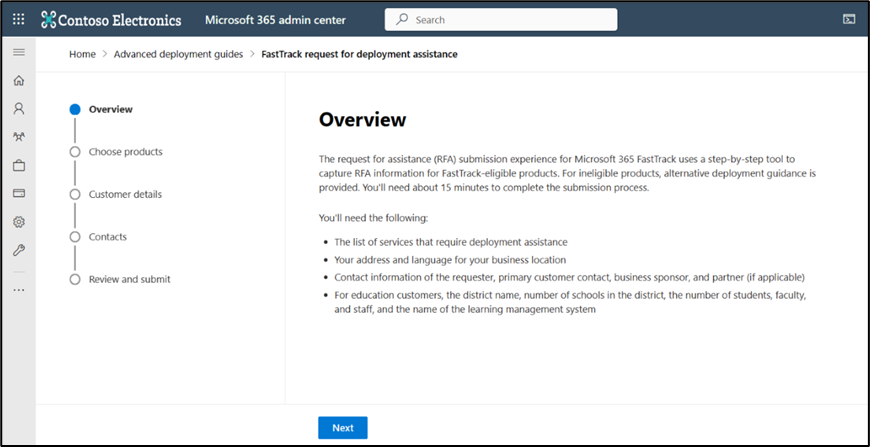 Contoso Electronics Microsoft 365 admin center Search
Home > Advanced deployment guides > FastTrack request for deployment assistance
Overview
Choose products
Customer details
Contacts
Review and submit
Overview
The request for assistance (RFA) submission experience for Microsoft 365 FastTrack uses a step-by-step tool to
capture RFA information for FastTrack-eligible products. For ineligible products, alternative deployment guidance is
provided. You'll need about 15 minutes to complete the submission process.
You'll need the following:
• The list of services that require deployment assistance
• Your address and language for your business location
• Contact information of the requester, primary customer contact, business sponsor, and partner (if applicable)
• For education customers, the district name, number of schools in the district, the number of students, faculty,
and staff, and the name of the learning management system
Next